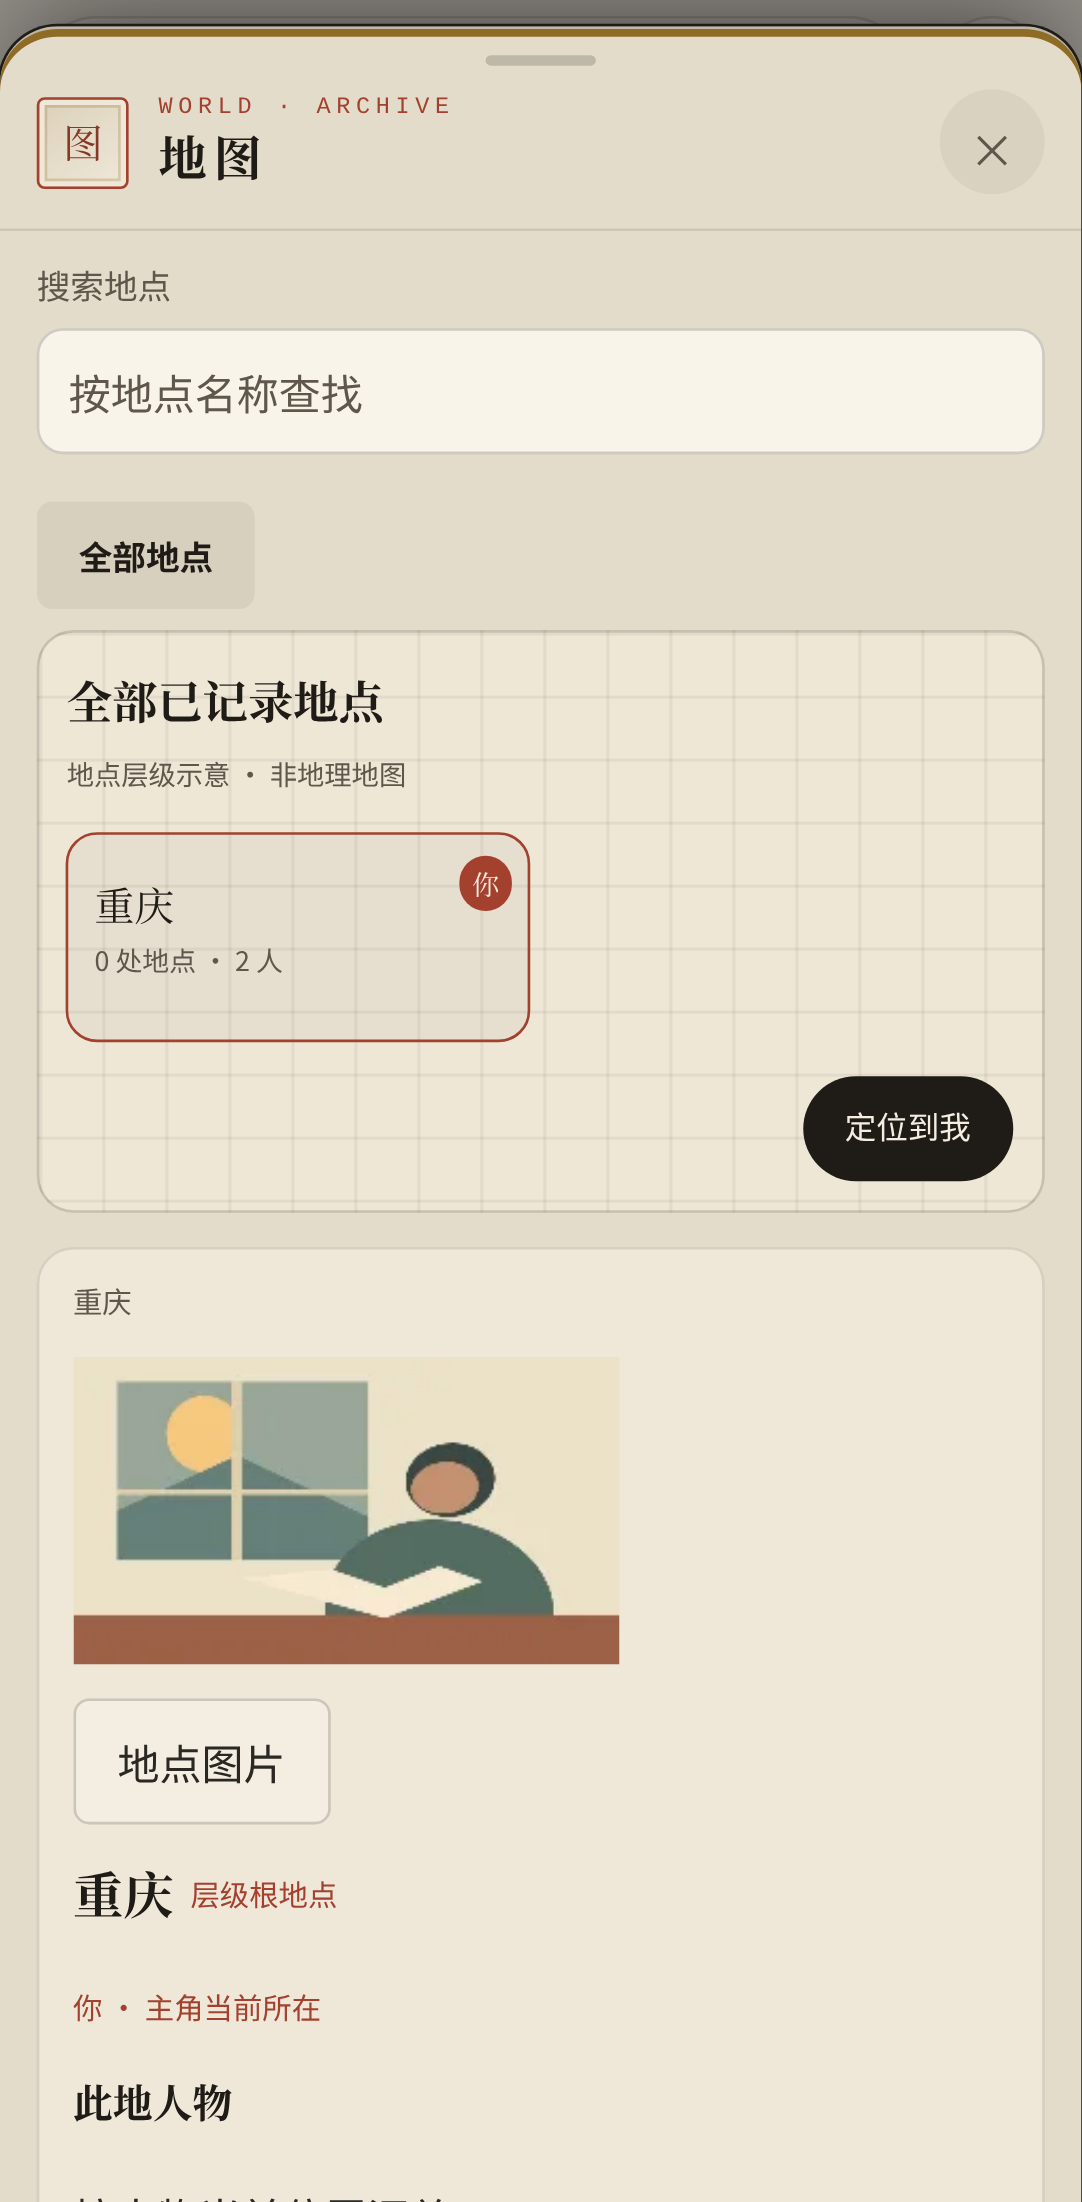 图
WORLD · ARCHIVE
地图
搜索地点
按地点名称查找
全部地点
全部已记录地点
地点层级示意 · 非地理地图
重庆
你
0 处地点 · 2 人
定位到我
重庆
地点图片
重庆 层级根地点
你 · 主角当前所在
此地人物